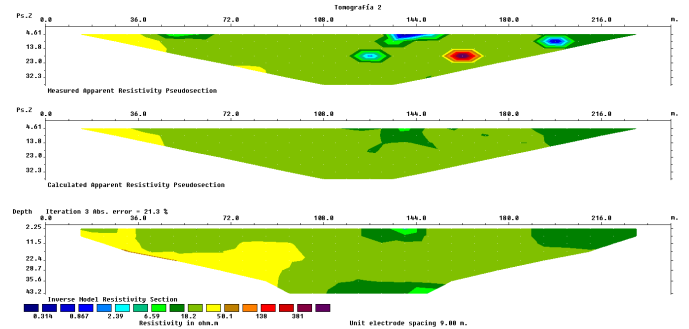 Tomografía 2
Ps.Z 0.0 36.0 72.0 108.0 144.0 180.0 216.0 m.
4.61
13.8
23.0
32.3
Measured Apparent Resistivity Pseudosection
Ps.Z 0.0 36.0 72.0 108.0 144.0 180.0 216.0 m.
4.61
13.8
23.0
32.3
Calculated Apparent Resistivity Pseudosection
Depth Iteration 3 Abs. error = 21.3 %
0.0 36.0 72.0 108.0 144.0 180.0 216.0 m.
2.25
11.5
22.4
28.7
35.6
43.2
Inverse Model Resistivity Section
0.314 0.867 2.39 6.59 18.2 50.1 138 381
Resistivity in ohm.m
Unit electrode spacing 9.00 m.